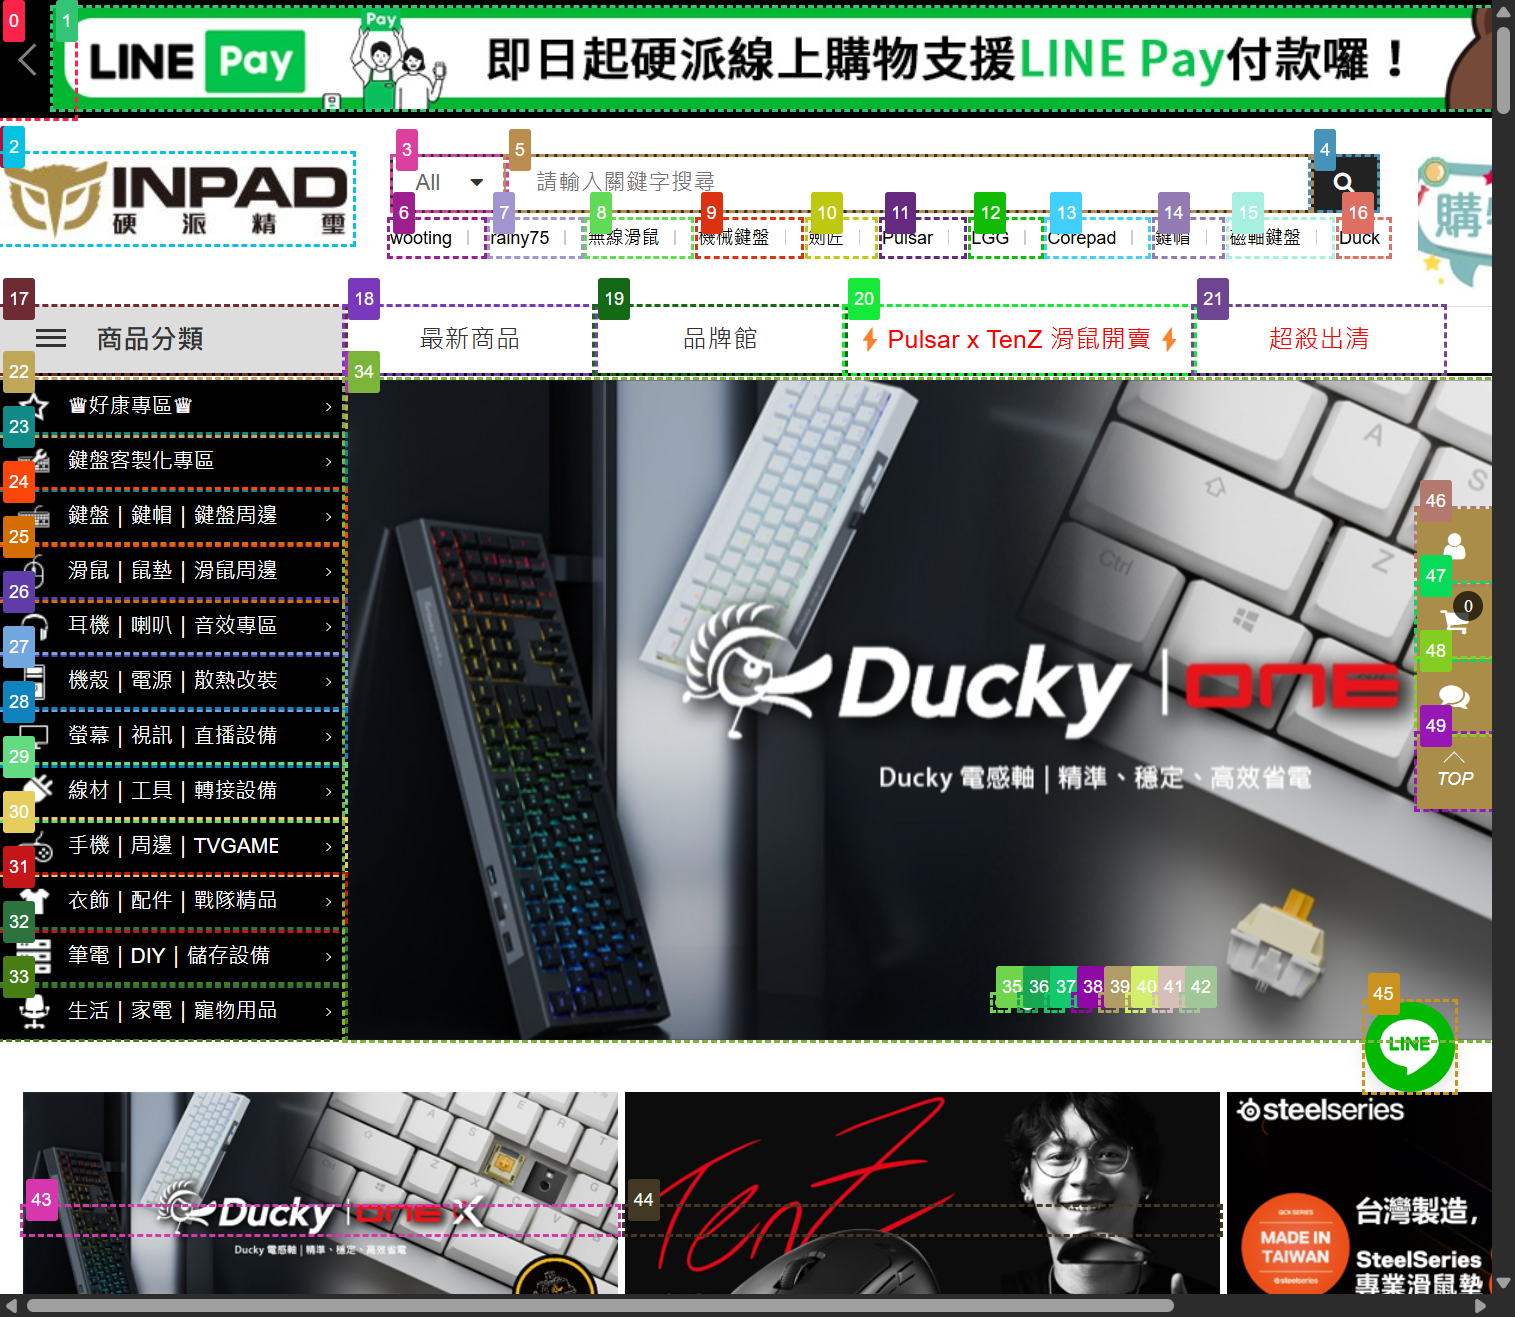 0
1
LINE Pay
Pay
即日起硬派線上購物支援LINE Pay付款囉！
2
INPAD
硬派精璽
3
All
5
請輸入關鍵字搜尋
4
6
wooting
7
rainy75
8
無線滑鼠
9
機械鍵盤
10
劍匠
11
Pulsar
12
LGG
13
Corepad
14
鍵帽
15
磁軸鍵盤
16
Duck
購
17
商品分類
18
最新商品
19
品牌館
20
Pulsar x TenZ 滑鼠開賣
21
超殺出清
22
♛好康專區♛
23
鍵盤客製化專區
24
鍵盤｜鍵帽｜鍵盤周邊
25
滑鼠｜鼠墊｜滑鼠周邊
26
耳機｜喇叭｜音效專區
27
機殼｜電源｜散熱改裝
28
螢幕｜視訊｜直播設備
29
線材｜工具｜轉接設備
30
手機｜周邊｜TVGAME
31
衣飾｜配件｜戰隊精品
32
筆電｜DIY｜儲存設備
33
生活｜家電｜寵物用品
34
A
S
Z
Ctrl
Ducky ONE
Ducky 電感軸 | 精準、穩定、高效省電
35 36 37 38 39 40 41 42
46
47
0
48
49
TOP
45
LINE
43
Ducky ONE X
Ducky 電感軸 | 精準、穩定、高效省電
44
TenZ
steelseries
QCK SERIES
MADE IN
TAIWAN
steelseries
台灣製造，
SteelSeries
專業滑鼠墊